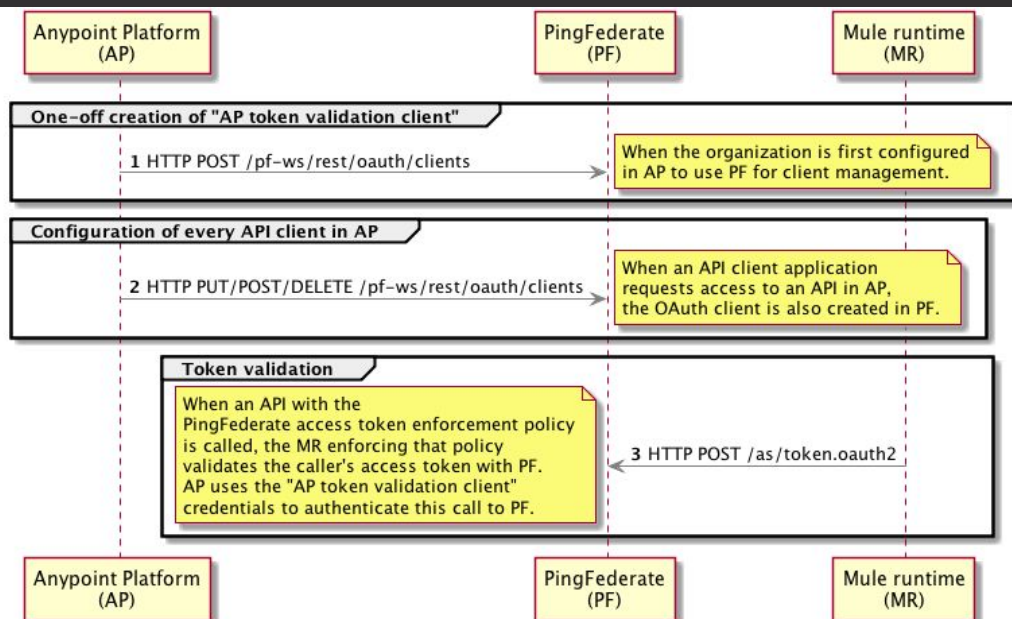 Anypoint Platform
(AP)
PingFederate
(PF)
Mule runtime
(MR)
One-off creation of "AP token validation client"
1 HTTP POST /pf-ws/rest/oauth/clients
When the organization is first configured
in AP to use PF for client management.
Configuration of every API client in AP
2 HTTP PUT/POST/DELETE /pf-ws/rest/oauth/clients
When an API client application
requests access to an API in AP,
the OAuth client is also created in PF.
Token validation
When an API with the
PingFederate access token enforcement policy
is called, the MR enforcing that policy
validates the caller's access token with PF.
AP uses the "AP token validation client"
credentials to authenticate this call to PF.
3 HTTP POST /as/token.oauth2
Anypoint Platform
(AP)
PingFederate
(PF)
Mule runtime
(MR)